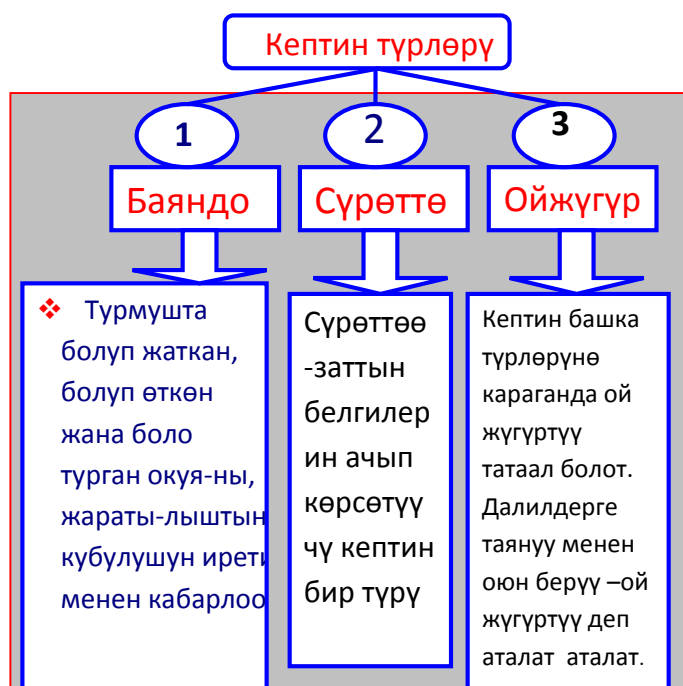 Кептин түрлөрү
1
2
3
Баяндо
Сүрөттө
Ойжүгүр
❖ Турмушта
болуп жаткан,
болуп өткөн
жана боло
турган окуя-ны,
жараты-лыштын
кубулушун ирети
менен кабарлоо
Сүрөттөө
-заттын
белгилер
ин ачып
көрсөтүү
чү кептин
бир түрү
Кептин башка
түрлөрүнө
караганда ой
жүгүртүү
татаал болот.
Далилдерге
таянуу менен
оюн берүү –ой
жүгүртүү деп
аталат аталат.